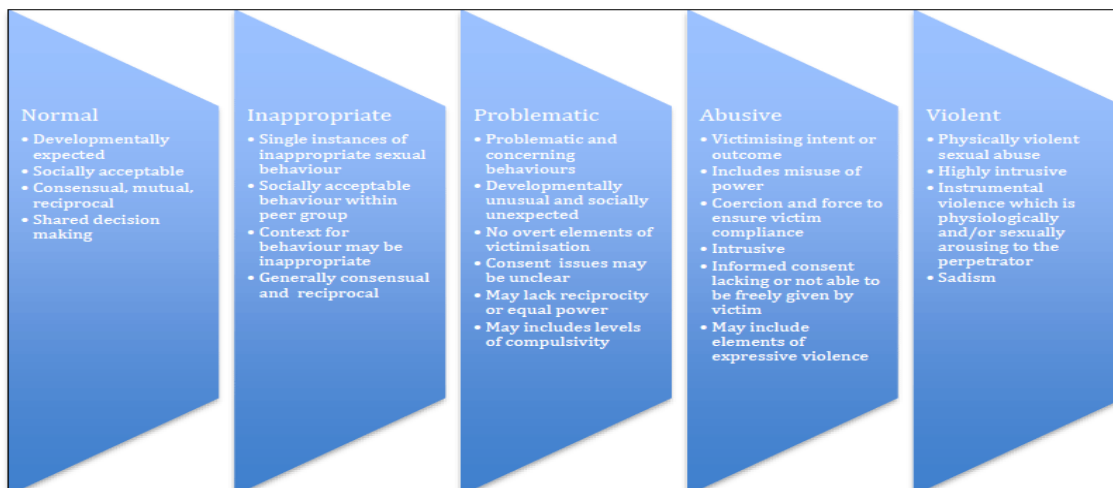 Normal
• Developmentally
expected
• Socially acceptable
• Consensual, mutual,
reciprocal
• Shared decision
making
Inappropriate
• Single instances of
inappropriate sexual
behaviour
• Socially acceptable
behaviour within
peer group
• Context for
behaviour may be
inappropriate
• Generally consensual
and reciprocal
Problematic
• Problematic and
concerning
behaviours
• Developmentally
unusual and socially
unexpected
• No overt elements of
victimisation
• Consent issues may
be unclear
• May lack reciprocity
or equal power
• May includes levels
of compulsivity
Abusive
• Victimising intent or
outcome
• Includes misuse of
power
• Coercion and force to
ensure victim
compliance
• Intrusive
• Informed consent
lacking or not able to
be freely given by
victim
• May include
elements of
expressive violence
Violent
• Physically violent
sexual abuse
• Highly intrusive
• Instrumental
violence which is
physiologically
and/or sexually
arousing to the
perpetrator
• Sadism